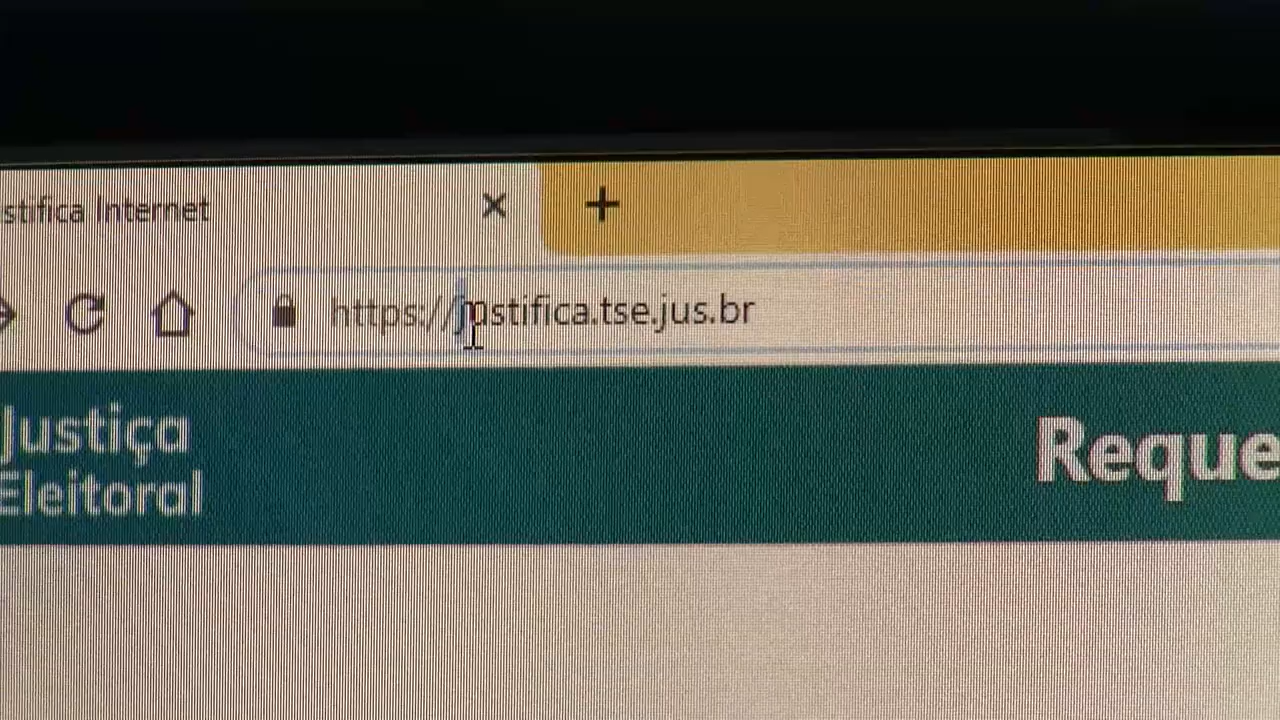 stifica Internet
https://justifica.tse.jus.br
Justiça
Eleitoral
Reque